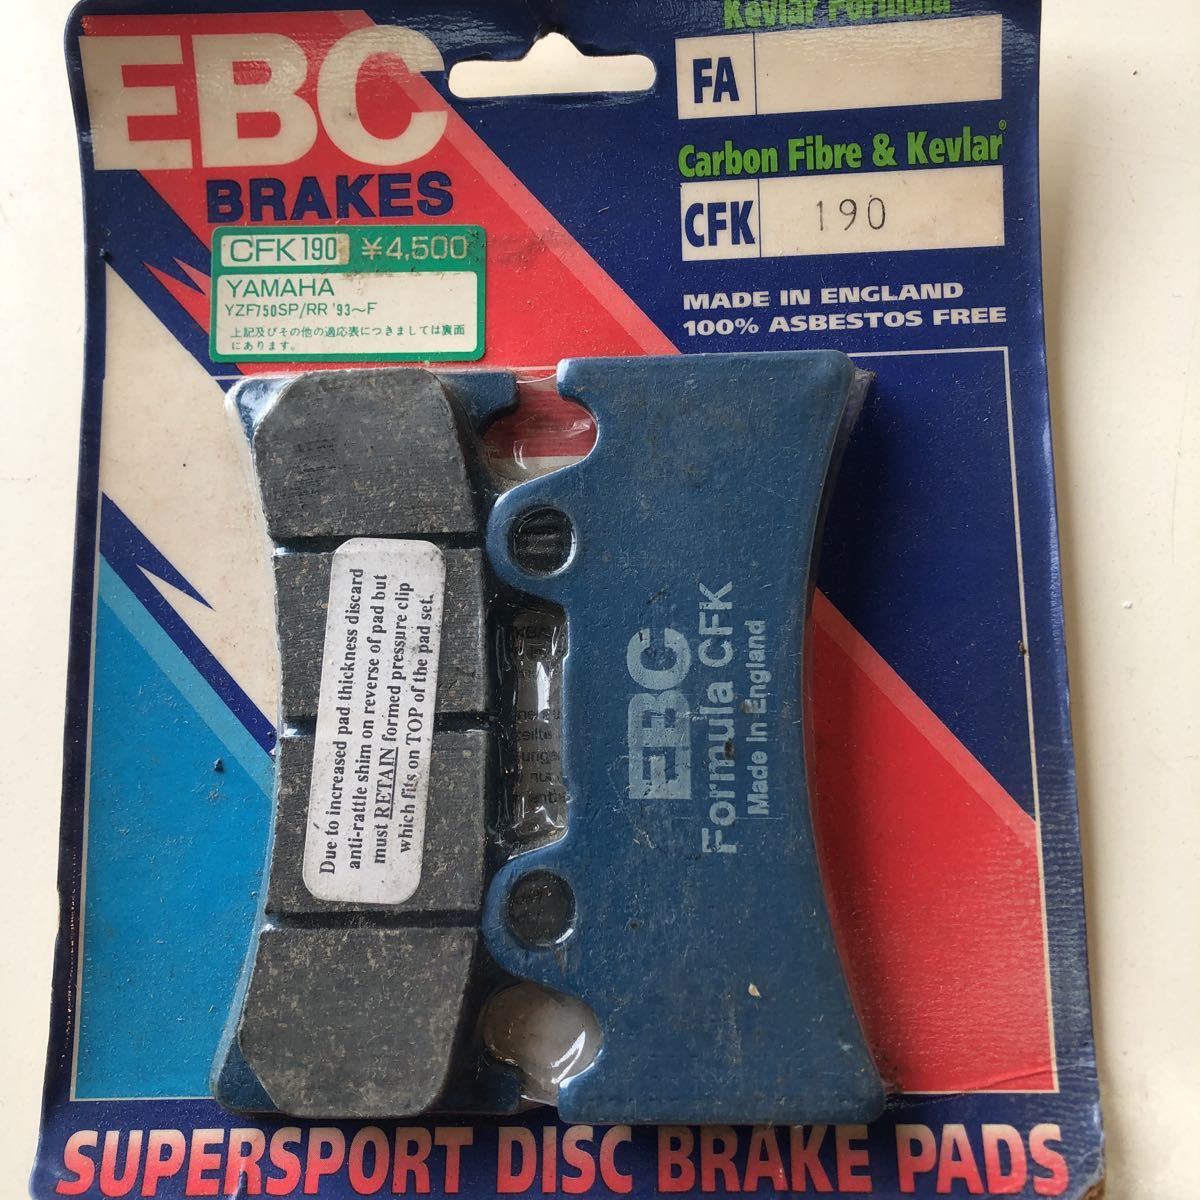 Kevlar Formula
EBC
BRAKES
FA
Carbon Fibre & Kevlar®
CFK 190
MADE IN ENGLAND
100% ASBESTOS FREE
CFK190 ¥4,500
YAMAHA
YZF750SP/RR '93～F
上記及びその他の適応表につきましては裏面
にあります。
Due to increased pad thickness discard
anti-rattle shim on reverse of pad but
must RETAIN formed pressure clip
which fits on TOP of the pad set.
EBC
Formula CFK
Made in England
SUPERSPORT DISC BRAKE PADS